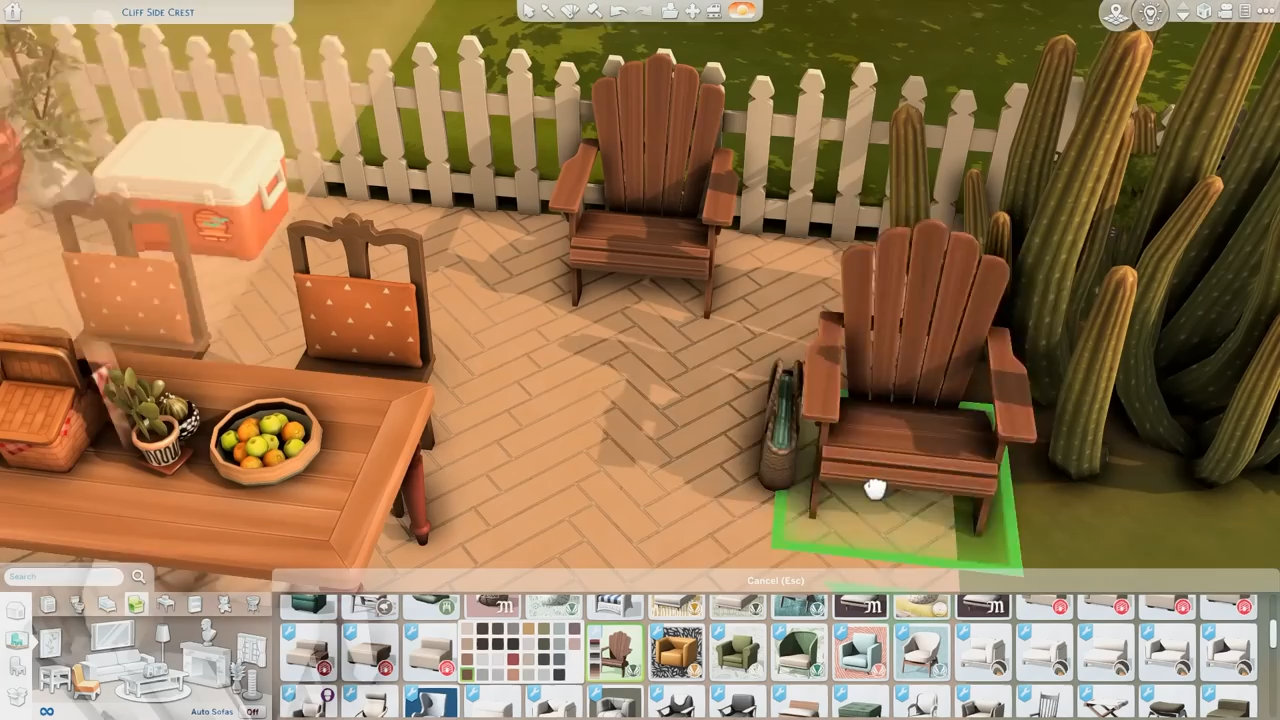 CLIFF SIDE CREST
Cancel (Esc)
Search
Auto Sofas
Off